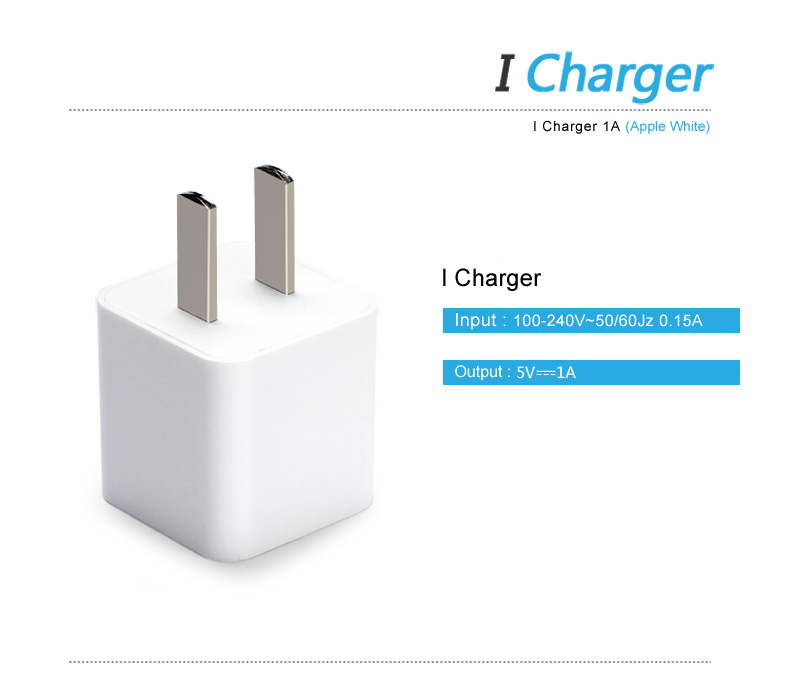 I Charger
I Charger 1A (Apple White)
I Charger
Input : 100-240V~50/60Jz 0.15A
Output : 5V⎓1A